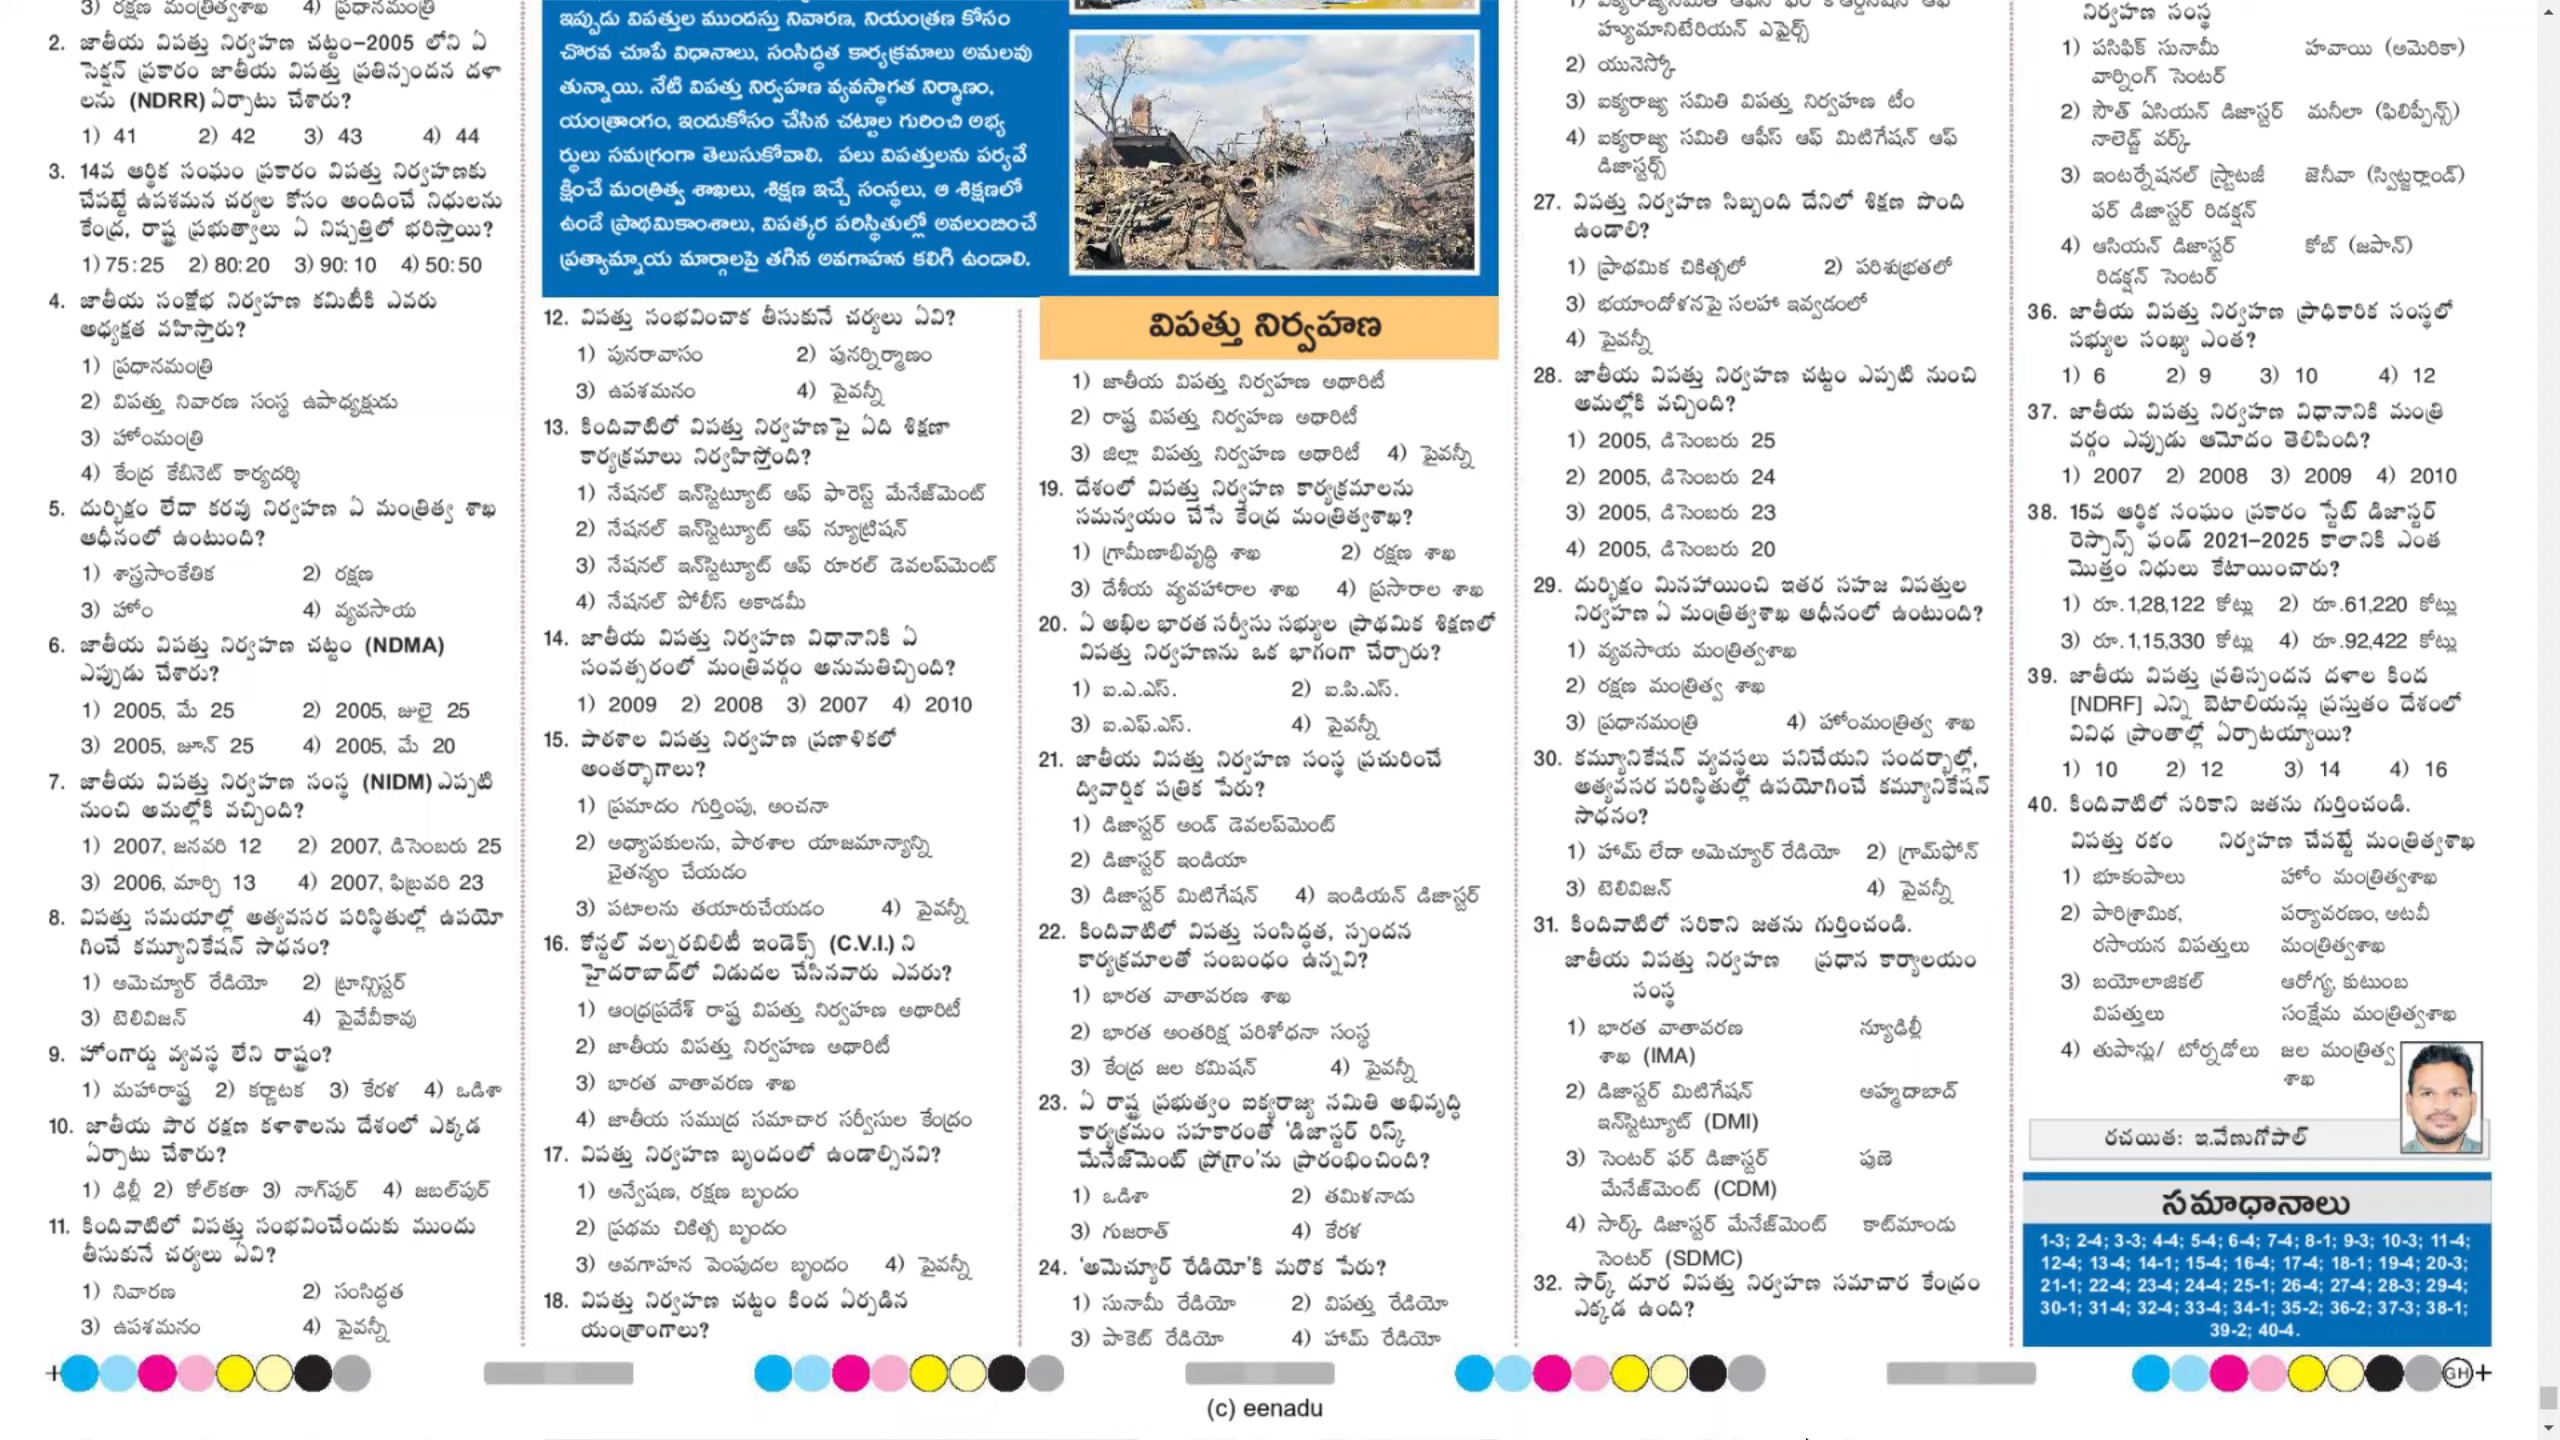 3) రక్షణ మంత్రిత్వశాఖ 4) ప్రధానమంత్రి
2. జాతీయ విపత్తు నిర్వహణ చట్టం–2005 లోని ఏ
సెక్షన్ ప్రకారం జాతీయ విపత్తు ప్రతిస్పందన దళా
లను (NDRR) ఏర్పాటు చేశారు?
1) 41 2) 42 3) 43 4) 44
3. 14వ ఆర్థిక సంఘం ప్రకారం విపత్తు నిర్వహణకు
చేపట్టే ఉపశమన చర్యల కోసం అందించే నిధులను
కేంద్ర, రాష్ట్ర ప్రభుత్వాలు ఏ నిష్పత్తిలో భరిస్తాయి?
1) 75:25 2) 80:20 3) 90: 10 4) 50:50
4. జాతీయ సంక్షోభ నిర్వహణ కమిటీకి ఎవరు
అధ్యక్షత వహిస్తారు?
1) ప్రధానమంత్రి
2) విపత్తు నివారణ సంస్థ ఉపాధ్యక్షుడు
3) హోంమంత్రి
4) కేంద్ర కేబినెట్ కార్యదర్శి
5. దుర్భిక్షం లేదా కరవు నిర్వహణ ఏ మంత్రిత్వ శాఖ
ఆధీనంలో ఉంటుంది?
1) శాస్త్రసాంకేతిక 2) రక్షణ
3) హోం 4) వ్యవసాయ
6. జాతీయ విపత్తు నిర్వహణ చట్టం (NDMA)
ఎప్పుడు చేశారు?
1) 2005, మే 25 2) 2005, జులై 25
3) 2005, జూన్ 25 4) 2005, మే 20
7. జాతీయ విపత్తు నిర్వహణ సంస్థ (NIDM) ఎప్పటి
నుంచి అమల్లోకి వచ్చింది?
1) 2007, జనవరి 12 2) 2007, డిసెంబరు 25
3) 2006, మార్చి 13 4) 2007, ఫిబ్రవరి 23
8. విపత్తు సమయాల్లో అత్యవసర పరిస్థితుల్లో ఉపయో
గించే కమ్యూనికేషన్ సాధనం?
1) అమెచ్యూర్ రేడియో 2) ట్రాన్సిస్టర్
3) టెలివిజన్ 4) పైవేవీకావు
9. హోంగార్డు వ్యవస్థ లేని రాష్ట్రం?
1) మహారాష్ట్ర 2) కర్ణాటక 3) కేరళ 4) ఒడిశా
10. జాతీయ పౌర రక్షణ కళాశాలను దేశంలో ఎక్కడ
ఏర్పాటు చేశారు?
1) ఢిల్లీ 2) కోల్‌కతా 3) నాగ్‌పుర్ 4) జబల్‌పుర్
11. కిందివాటిలో విపత్తు సంభవించేందుకు ముందు
తీసుకునే చర్యలు ఏవి?
1) నివారణ 2) సంసిద్ధత
3) ఉపశమనం 4) పైవన్నీ
ఇప్పుడు విపత్తుల ముందస్తు నివారణ, నియంత్రణ కోసం
చొరవ చూపే విధానాలు, సంసిద్ధత కార్యక్రమాలు అమలవు
తున్నాయి. నేటి విపత్తు నిర్వహణ వ్యవస్థాగత నిర్మాణం,
యంత్రాంగం, ఇందుకోసం చేసిన చట్టాల గురించి అభ్య
ర్థులు సమగ్రంగా తెలుసుకోవాలి. పలు విపత్తులను పర్యవే
క్షించే మంత్రిత్వ శాఖలు, శిక్షణ ఇచ్చే సంస్థలు, ఆ శిక్షణలో
ఉండే ప్రాథమికాంశాలు, విపత్కర పరిస్థితుల్లో అవలంబించే
ప్రత్యామ్నాయ మార్గాలపై తగిన అవగాహన కలిగి ఉండాలి.
12. విపత్తు సంభవించాక తీసుకునే చర్యలు ఏవి?
1) పునరావాసం 2) పునర్నిర్మాణం
3) ఉపశమనం 4) పైవన్నీ
13. కిందివాటిలో విపత్తు నిర్వహణపై ఏది శిక్షణా
కార్యక్రమాలు నిర్వహిస్తోంది?
1) నేషనల్ ఇన్‌స్టిట్యూట్ ఆఫ్ ఫారెస్ట్ మేనేజ్‌మెంట్
2) నేషనల్ ఇన్‌స్టిట్యూట్ ఆఫ్ న్యూట్రిషన్
3) నేషనల్ ఇన్‌స్టిట్యూట్ ఆఫ్ రూరల్ డెవలప్‌మెంట్
4) నేషనల్ పోలీస్ అకాడమీ
14. జాతీయ విపత్తు నిర్వహణ విధానానికి ఏ
సంవత్సరంలో మంత్రివర్గం అనుమతిచ్చింది?
1) 2009 2) 2008 3) 2007 4) 2010
15. పాఠశాల విపత్తు నిర్వహణ ప్రణాళికలో
అంతర్భాగాలు?
1) ప్రమాదం గుర్తింపు, అంచనా
2) అధ్యాపకులను, పాఠశాల యాజమాన్యాన్ని
చైతన్యం చేయడం
3) పటాలను తయారుచేయడం 4) పైవన్నీ
16. కోస్టల్ వల్నరబిలిటీ ఇండెక్స్ (C.V.I.) ని
హైదరాబాద్‌లో విడుదల చేసినవారు ఎవరు?
1) ఆంధ్రప్రదేశ్ రాష్ట్ర విపత్తు నిర్వహణ అథారిటీ
2) జాతీయ విపత్తు నిర్వహణ అథారిటీ
3) భారత వాతావరణ శాఖ
4) జాతీయ సముద్ర సమాచార సర్వీసుల కేంద్రం
17. విపత్తు నిర్వహణ బృందంలో ఉండాల్సినవి?
1) అన్వేషణ, రక్షణ బృందం
2) ప్రథమ చికిత్స బృందం
3) అవగాహన పెంపుదల బృందం 4) పైవన్నీ
18. విపత్తు నిర్వహణ చట్టం కింద ఏర్పడిన
యంత్రాంగాలు?
విపత్తు నిర్వహణ
1) జాతీయ విపత్తు నిర్వహణ అథారిటీ
2) రాష్ట్ర విపత్తు నిర్వహణ అథారిటీ
3) జిల్లా విపత్తు నిర్వహణ అథారిటీ 4) పైవన్నీ
19. దేశంలో విపత్తు నిర్వహణ కార్యక్రమాలను
సమన్వయం చేసే కేంద్ర మంత్రిత్వశాఖ?
1) గ్రామీణాభివృద్ధి శాఖ 2) రక్షణ శాఖ
3) దేశీయ వ్యవహారాల శాఖ 4) ప్రసారాల శాఖ
20. ఏ అఖిల భారత సర్వీసు సభ్యుల ప్రాథమిక శిక్షణలో
విపత్తు నిర్వహణను ఒక భాగంగా చేర్చారు?
1) ఐ.ఎ.ఎస్. 2) ఐ.పి.ఎస్.
3) ఐ.ఎఫ్.ఎస్. 4) పైవన్నీ
21. జాతీయ విపత్తు నిర్వహణ సంస్థ ప్రచురించే
ద్వివార్షిక పత్రిక పేరు?
1) డిజాస్టర్ అండ్ డెవలప్‌మెంట్
2) డిజాస్టర్ ఇండియా
3) డిజాస్టర్ మిటిగేషన్ 4) ఇండియన్ డిజాస్టర్
22. కిందివాటిలో విపత్తు సంసిద్ధత, స్పందన
కార్యక్రమాలతో సంబంధం ఉన్నవి?
1) భారత వాతావరణ శాఖ
2) భారత అంతరిక్ష పరిశోధనా సంస్థ
3) కేంద్ర జల కమిషన్ 4) పైవన్నీ
23. ఏ రాష్ట్ర ప్రభుత్వం ఐక్యరాజ్య సమితి అభివృద్ధి
కార్యక్రమం సహకారంతో ‘డిజాస్టర్ రిస్క్
మేనేజ్‌మెంట్ ప్రోగ్రాం’ను ప్రారంభించింది?
1) ఒడిశా 2) తమిళనాడు
3) గుజరాత్ 4) కేరళ
24. ‘అమెచ్యూర్ రేడియో’కి మరొక పేరు?
1) సునామీ రేడియో 2) విపత్తు రేడియో
3) పాకెట్ రేడియో 4) హామ్ రేడియో
హ్యుమానిటేరియన్ ఎఫైర్స్
2) యునెస్కో
3) ఐక్యరాజ్య సమితి విపత్తు నిర్వహణ టీం
4) ఐక్యరాజ్య సమితి ఆఫీస్ ఆఫ్ మిటిగేషన్ ఆఫ్
డిజాస్టర్స్
27. విపత్తు నిర్వహణ సిబ్బంది దేనిలో శిక్షణ పొంది
ఉండాలి?
1) ప్రాథమిక చికిత్సలో 2) పరిశుభ్రతలో
3) భయాందోళనపై సలహా ఇవ్వడంలో
4) పైవన్నీ
28. జాతీయ విపత్తు నిర్వహణ చట్టం ఎప్పటి నుంచి
అమల్లోకి వచ్చింది?
1) 2005, డిసెంబరు 25
2) 2005, డిసెంబరు 24
3) 2005, డిసెంబరు 23
4) 2005, డిసెంబరు 20
29. దుర్భిక్షం మినహాయించి ఇతర సహజ విపత్తుల
నిర్వహణ ఏ మంత్రిత్వశాఖ ఆధీనంలో ఉంటుంది?
1) వ్యవసాయ మంత్రిత్వశాఖ
2) రక్షణ మంత్రిత్వ శాఖ
3) ప్రధానమంత్రి 4) హోంమంత్రిత్వ శాఖ
30. కమ్యూనికేషన్ వ్యవస్థలు పనిచేయని సందర్భాల్లో,
అత్యవసర పరిస్థితుల్లో ఉపయోగించే కమ్యూనికేషన్
సాధనం?
1) హామ్ లేదా అమెచ్యూర్ రేడియో 2) గ్రామ్‌ఫోన్
3) టెలివిజన్ 4) పైవన్నీ
31. కిందివాటిలో సరికాని జతను గుర్తించండి.
జాతీయ విపత్తు నిర్వహణ ప్రధాన కార్యాలయం
సంస్థ
1) భారత వాతావరణ న్యూఢిల్లీ
శాఖ (IMA)
2) డిజాస్టర్ మిటిగేషన్ అహ్మదాబాద్
ఇన్‌స్టిట్యూట్ (DMI)
3) సెంటర్ ఫర్ డిజాస్టర్ పుణె
మేనేజ్‌మెంట్ (CDM)
4) సార్క్ డిజాస్టర్ మేనేజ్‌మెంట్ కాట్‌మాండు
సెంటర్ (SDMC)
32. సార్క్ దూర విపత్తు నిర్వహణ సమాచార కేంద్రం
ఎక్కడ ఉంది?
నిర్వహణ సంస్థ
1) పసిఫిక్ సునామీ హవాయి (అమెరికా)
వార్నింగ్ సెంటర్
2) సౌత్ ఏసియన్ డిజాస్టర్ మనీలా (ఫిలిప్పీన్స్)
నాలెడ్జ్ వర్క్
3) ఇంటర్నేషనల్ స్ట్రాటజీ జెనీవా (స్విట్జర్లాండ్)
ఫర్ డిజాస్టర్ రిడక్షన్
4) ఆసియన్ డిజాస్టర్ కోబ్ (జపాన్)
రిడక్షన్ సెంటర్
36. జాతీయ విపత్తు నిర్వహణ ప్రాధికారిక సంస్థలో
సభ్యుల సంఖ్య ఎంత?
1) 6 2) 9 3) 10 4) 12
37. జాతీయ విపత్తు నిర్వహణ విధానానికి మంత్రి
వర్గం ఎప్పుడు ఆమోదం తెలిపింది?
1) 2007 2) 2008 3) 2009 4) 2010
38. 15వ ఆర్థిక సంఘం ప్రకారం స్టేట్ డిజాస్టర్
రెస్పాన్స్ ఫండ్ 2021–2025 కాలానికి ఎంత
మొత్తం నిధులు కేటాయించారు?
1) రూ.1,28,122 కోట్లు 2) రూ.61,220 కోట్లు
3) రూ.1,15,330 కోట్లు 4) రూ.92,422 కోట్లు
39. జాతీయ విపత్తు ప్రతిస్పందన దళాల కింద
[NDRF] ఎన్ని బెటాలియన్లు ప్రస్తుతం దేశంలో
వివిధ ప్రాంతాల్లో ఏర్పాటయ్యాయి?
1) 10 2) 12 3) 14 4) 16
40. కిందివాటిలో సరికాని జతను గుర్తించండి.
విపత్తు రకం నిర్వహణ చేపట్టే మంత్రిత్వశాఖ
1) భూకంపాలు హోం మంత్రిత్వశాఖ
2) పారిశ్రామిక, పర్యావరణం, అటవీ
రసాయన విపత్తులు మంత్రిత్వశాఖ
3) బయోలాజికల్ ఆరోగ్య, కుటుంబ
విపత్తులు సంక్షేమ మంత్రిత్వశాఖ
4) తుపాన్లు/ టోర్నడోలు జల మంత్రిత్వ
శాఖ
రచయిత: ఇ.వేణుగోపాల్
సమాధానాలు
1-3; 2-4; 3-3; 4-4; 5-4; 6-4; 7-4; 8-1; 9-3; 10-3; 11-4;
12-4; 13-4; 14-1; 15-4; 16-4; 17-4; 18-1; 19-4; 20-3;
21-1; 22-4; 23-4; 24-4; 25-1; 26-4; 27-4; 28-3; 29-4;
30-1; 31-4; 32-4; 33-4; 34-1; 35-2; 36-2; 37-3; 38-1;
39-2; 40-4.
GH
(c) eenadu